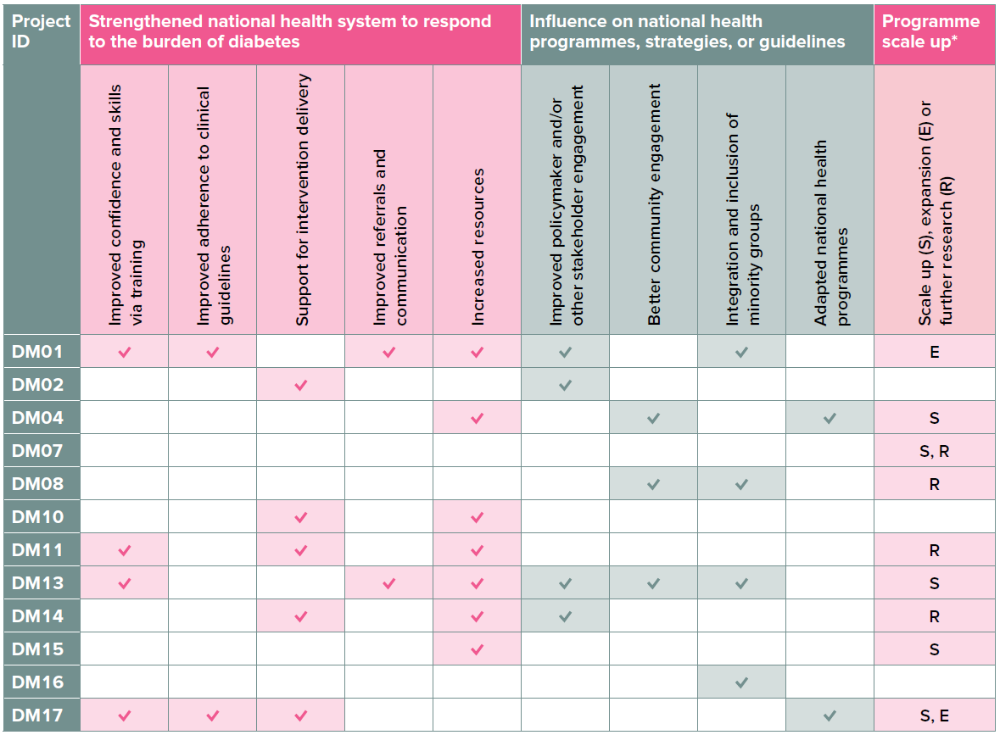 Project
ID
Strengthened national health system to respond
to the burden of diabetes
Influence on national health
programmes, strategies, or guidelines
Programme
scale up*
Improved confidence and skills
via training
Improved adherence to clinical
guidelines
Support for intervention delivery
Improved referrals and
communication
Increased resources
Improved policymaker and/or
other stakeholder engagement
Better community engagement
Integration and inclusion of
minority groups
Adapted national health
programmes
Scale up (S), expansion (E) or
further research (R)
DM01 ✓ ✓ ✓ ✓ ✓ ✓ E
DM02 ✓ ✓
DM04 ✓ ✓ ✓ S
DM07 S, R
DM08 ✓ ✓ R
DM10 ✓ ✓
DM11 ✓ ✓ ✓ R
DM13 ✓ ✓ ✓ ✓ ✓ ✓ S
DM14 ✓ ✓ ✓ R
DM15 ✓ S
DM16 ✓
DM17 ✓ ✓ ✓ ✓ S, E